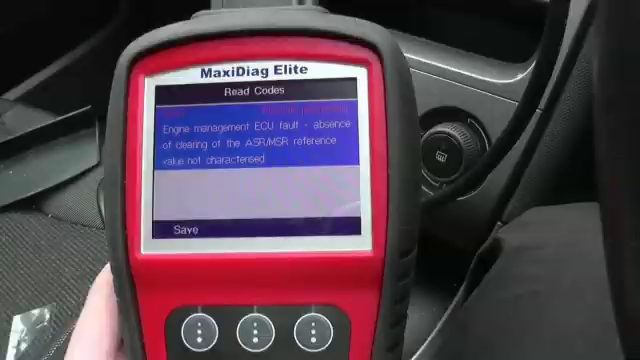 MaxiDiag Elite
Read Codes
Engine management ECU fault - absence
of clearing of the ASR/MSR reference
value not characterised
Save